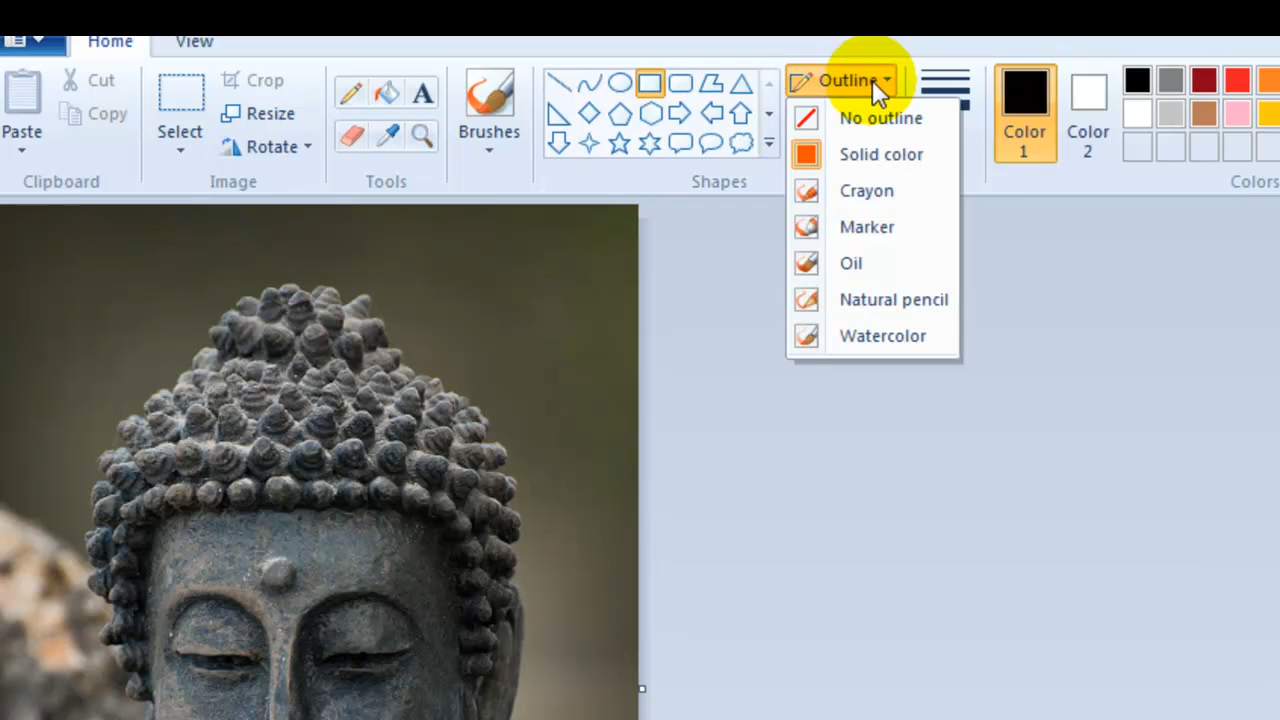 Home View
Cut
Copy
Paste
Clipboard
Select
Crop
Resize
Rotate
Image
A
Tools
Brushes
Shapes
Outline
No outline
Solid color
Crayon
Marker
Oil
Natural pencil
Watercolor
Color
1
Color
2
Colors